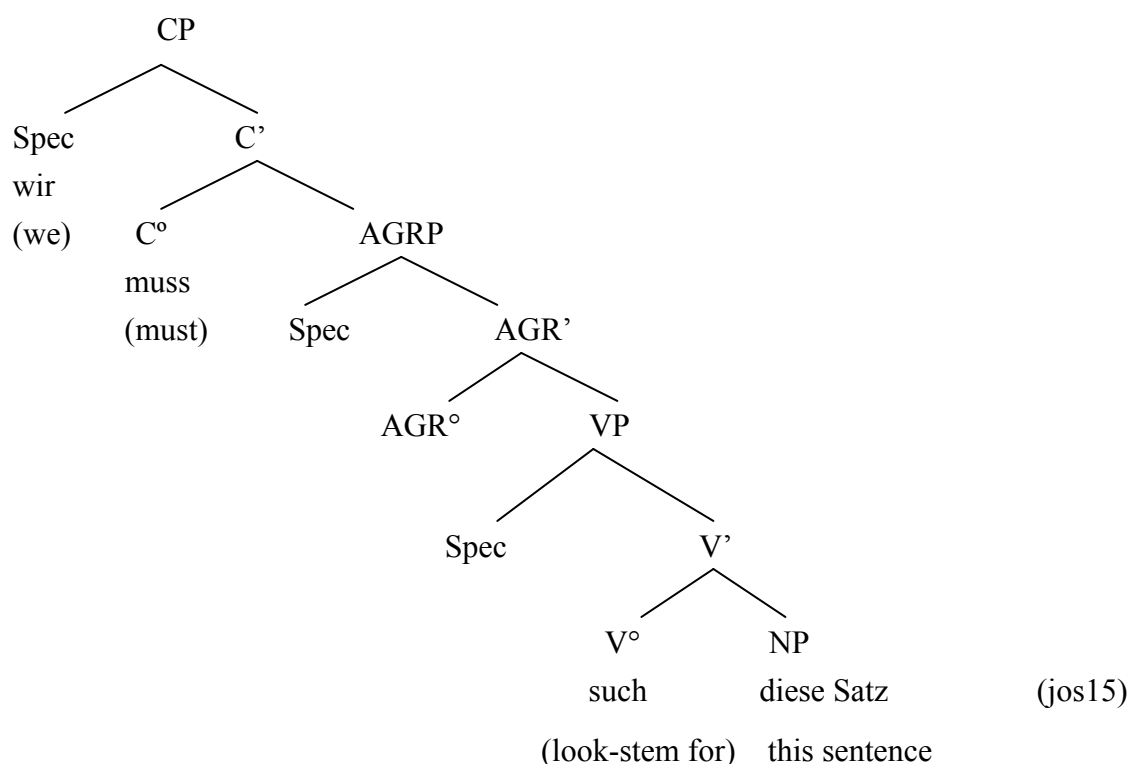 CP
Spec C’
wir
(we) Cº AGRP
muss
(must) Spec AGR’
AGR° VP
Spec V’
V° NP
such diese Satz (jos15)
(look-stem for) this sentence